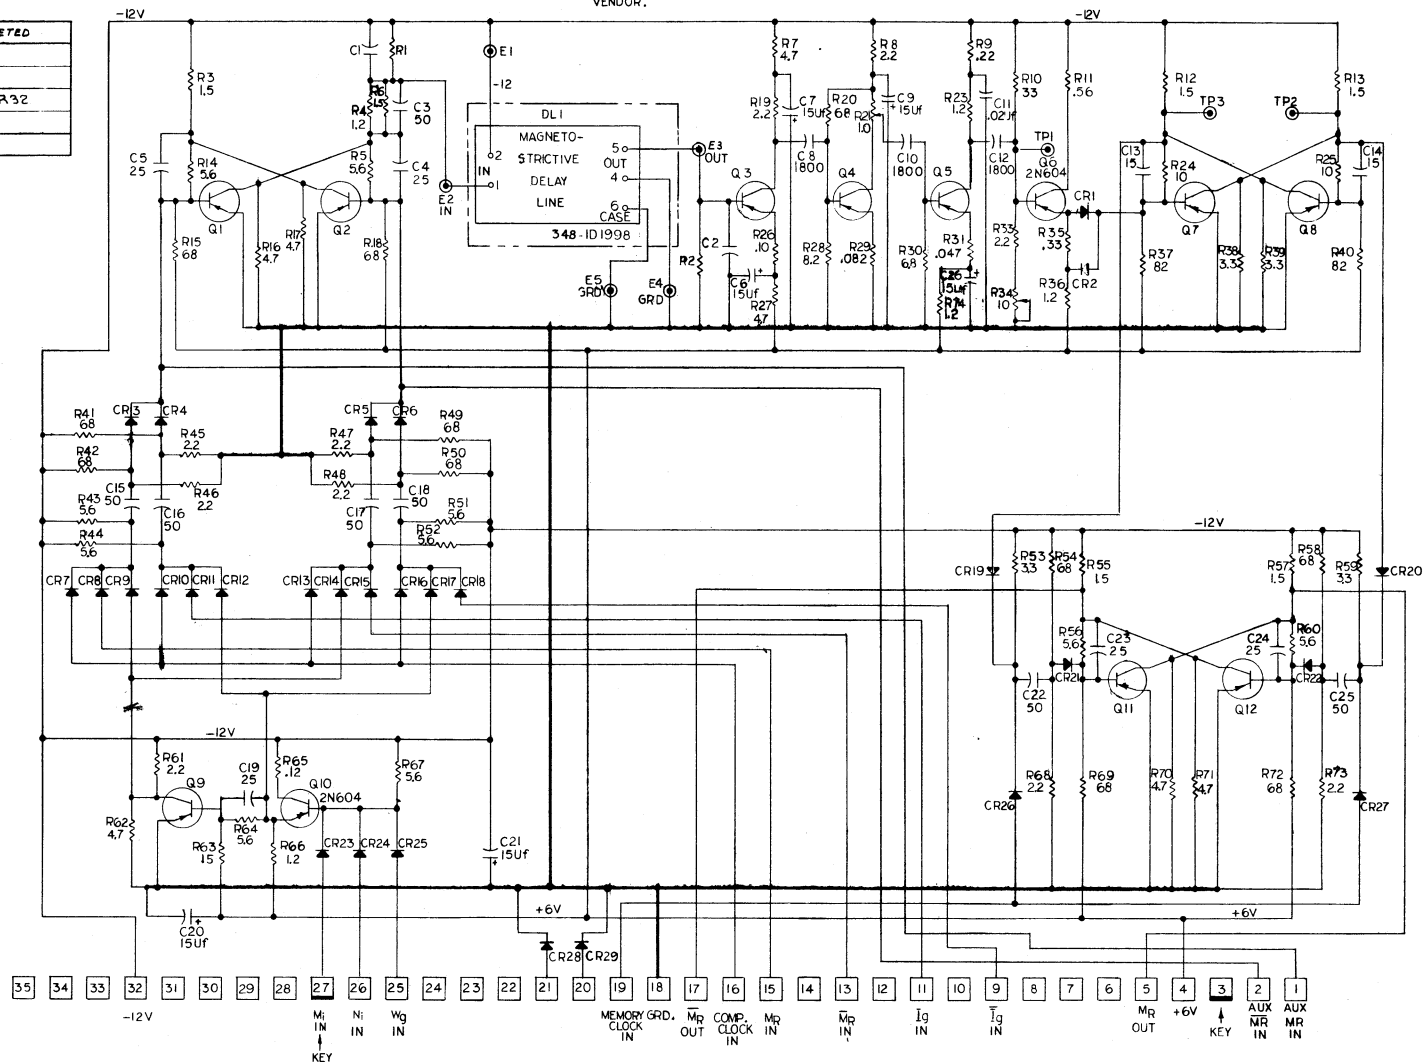 VENDOR.
ETED
R32
-12V
-12V
C1
R1
E1
-12
R3
1.5
R6
1.5
R4
1.2
C3
50
R5
5.6
C4
25
C5
25
R14
5.6
Q1
Q2
R15
68
R16
4.7
R17
4.7
R18
68
E2
IN
DL1
MAGNETO-
STRICTIVE
DELAY
LINE
2
IN
1
5
OUT
4
6
CASE
348-ID1998
E3
OUT
E5
GRD
E4
GRD
R2
C2
C6
15Uf
Q3
R7
4.7
R19
2.2
C7
15Uf
C8
1800
R26
.10
R27
4.7
R20
68
R8
2.2
C9
15Uf
R21
1.0
Q4
R28
8.2
R29
.082
C10
1800
R30
6.8
Q5
R9
.22
R23
1.2
C11
.02Uf
C12
1800
R31
.047
C26
15Uf
R74
1.2
R10
33
R11
.56
TP1
Q6
2N604
CR1
R33
2.2
R34
10
R35
.33
R36
1.2
CR2
R12
1.5
TP3
TP2
R13
1.5
C13
15
R24
10
R25
10
C14
15
Q7
Q8
R37
82
R38
3.3
R39
3.3
R40
82
R41
68
R42
68
R43
5.6
R44
5.6
CR3
CR4
R45
2.2
R46
2.2
C15
50
C16
50
R47
2.2
R48
2.2
CR5
CR6
R49
68
R50
68
C17
50
C18
50
R51
5.6
R52
5.6
CR7
CR8
CR9
CR10
CR11
CR12
CR13
CR14
CR15
CR16
CR17
CR18
-12V
CR19
R53
3.3
R54
68
R55
1.5
R57
1.5
R58
68
R59
3.3
CR20
R56
5.6
C23
25
C24
25
R60
5.6
CR21
CR22
C22
50
C25
50
Q11
Q12
R68
2.2
R69
68
R70
4.7
R71
4.7
R72
68
R73
2.2
CR26
CR27
-12V
R61
2.2
Q9
C19
25
R65
.12
Q10
2N604
R67
5.6
R62
4.7
R63
15
R64
5.6
R66
1.2
CR23
CR24
CR25
C21
15Uf
C20
15Uf
+6V
+6V
CR28
CR29
35
34
33
32
31
30
29
28
27
26
25
24
23
22
21
20
19
18
17
16
15
14
13
12
11
10
9
8
7
6
5
4
3
2
1
-12V
Mi
IN
KEY
Ni
IN
Wg
IN
MEMORY
CLOCK
IN
GRD.
M̅R
OUT
COMP.
CLOCK
IN
MR
IN
M̅R
IN
I̅g
IN
I̅g
IN
MR
OUT
+6V
KEY
AUX
M̅R̅
IN
AUX
MR
IN